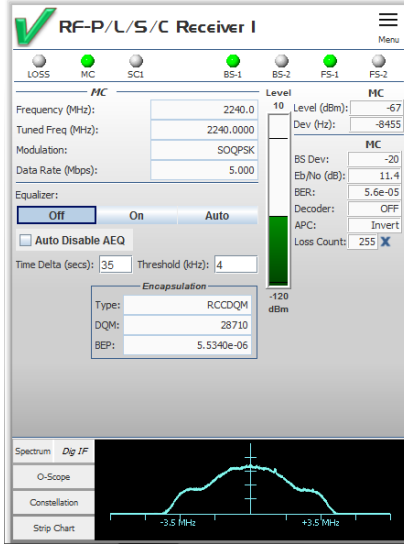 RF-P/L/S/C Receiver I
Menu
LOSS MC SC1 BS-1 BS-2 FS-1 FS-2
MC
Frequency (MHz): 2240.0
Tuned Freq (MHz): 2240.0000
Modulation: SOQPSK
Data Rate (Mbps): 5.000
Equalizer:
Off On Auto
Auto Disable AEQ
Time Delta (secs): 35 Threshold (kHz): 4
Encapsulation
Type: RCCDQM
DQM: 28710
BEP: 5.5340e-06
Level
10
-120
dBm
MC
Level (dBm): -67
Dev (Hz): -8455
MC
BS Dev: -20
Eb/No (dB): 11.4
BER: 5.6e-05
Decoder: OFF
APC: Invert
Loss Count: 255 X
Spectrum Dig IF
O-Scope
Constellation
Strip Chart
-3.5 MHz +3.5 MHz